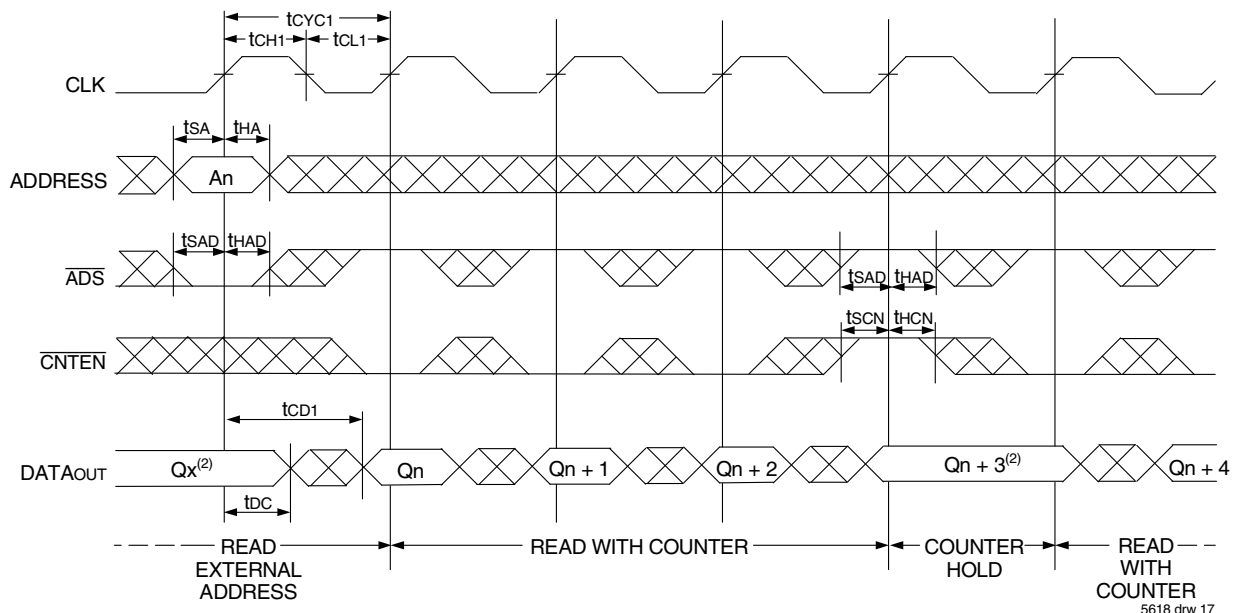 tCYC1
tCH1 tCL1
CLK
tSA tHA
ADDRESS An
tSAD tHAD
ADS tSAD tHAD
tSCN tHCN
CNTEN
tCD1
DATAOUT Qx(2) Qn Qn + 1 Qn + 2 Qn + 3(2) Qn + 4
tDC
READ EXTERNAL ADDRESS
READ WITH COUNTER
COUNTER HOLD
READ WITH COUNTER
5618 drw 17